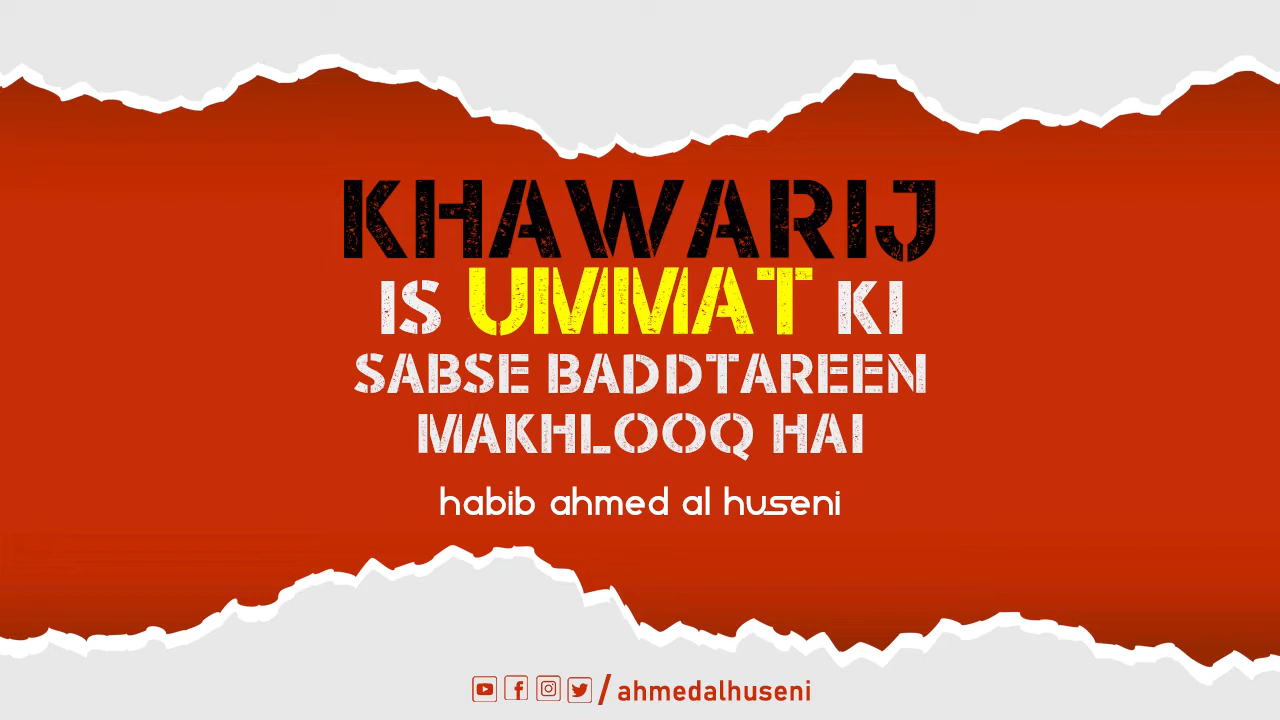 KHAWARIJ
IS UMMAT KI
SABSE BADDTAREEN
MAKHLOOQ HAI
habib ahmed al huseni
/ ahmedalhuseni